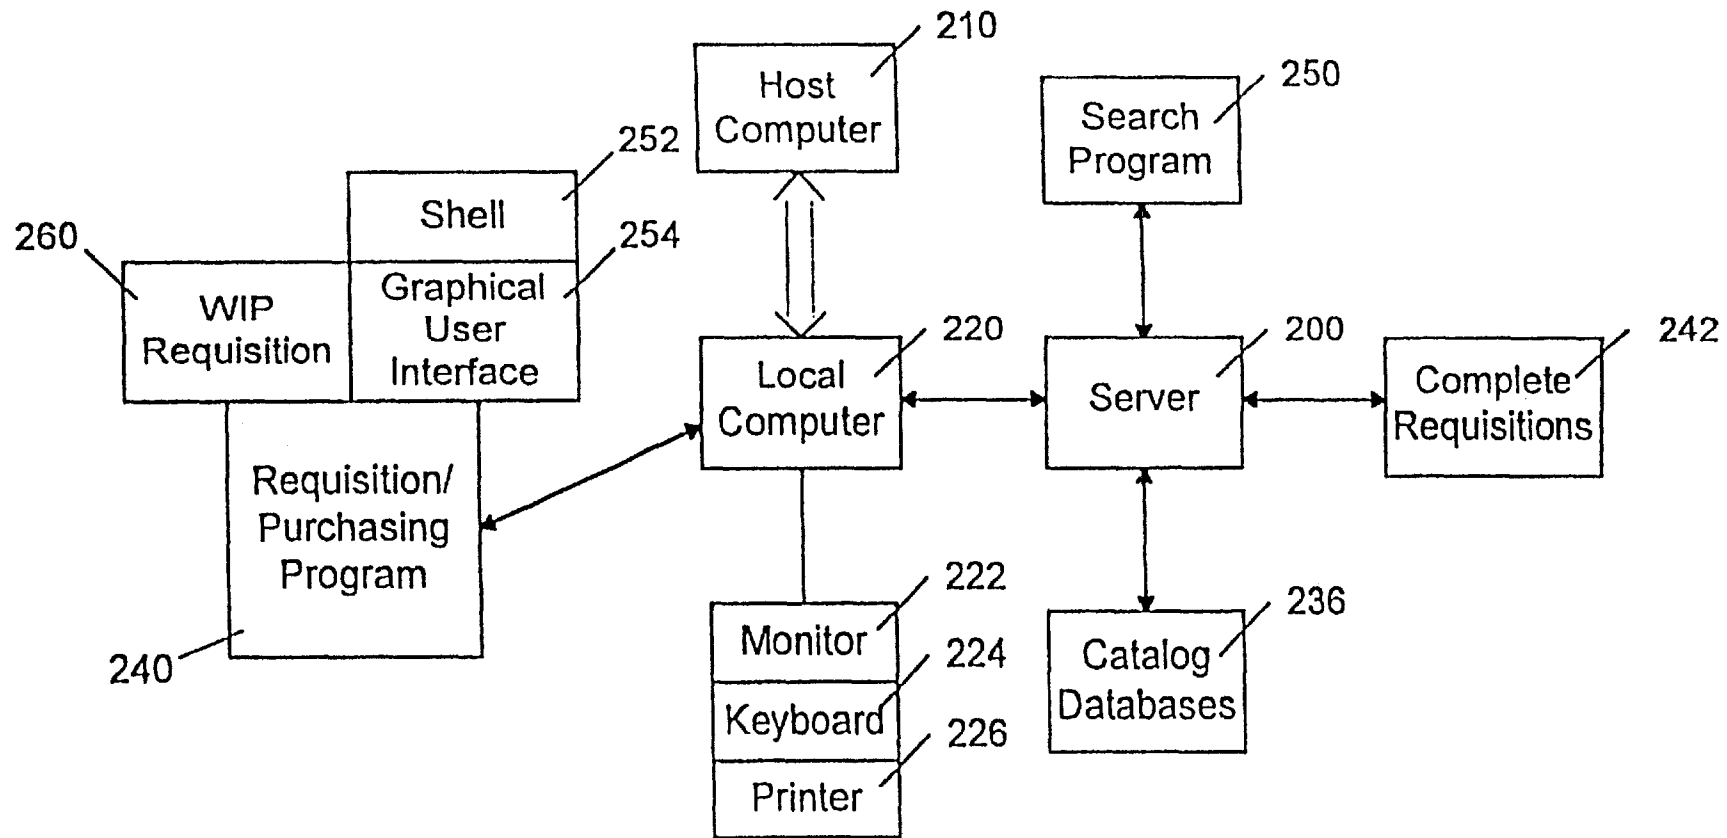 210
Host
Computer
250
Search
Program
252
Shell
254
260
WIP
Requisition
Graphical
User
Interface
220
Local
Computer
200
Server
242
Complete
Requisitions
Requisition/
Purchasing
Program
240
222
Monitor
224
Keyboard
226
Printer
236
Catalog
Databases